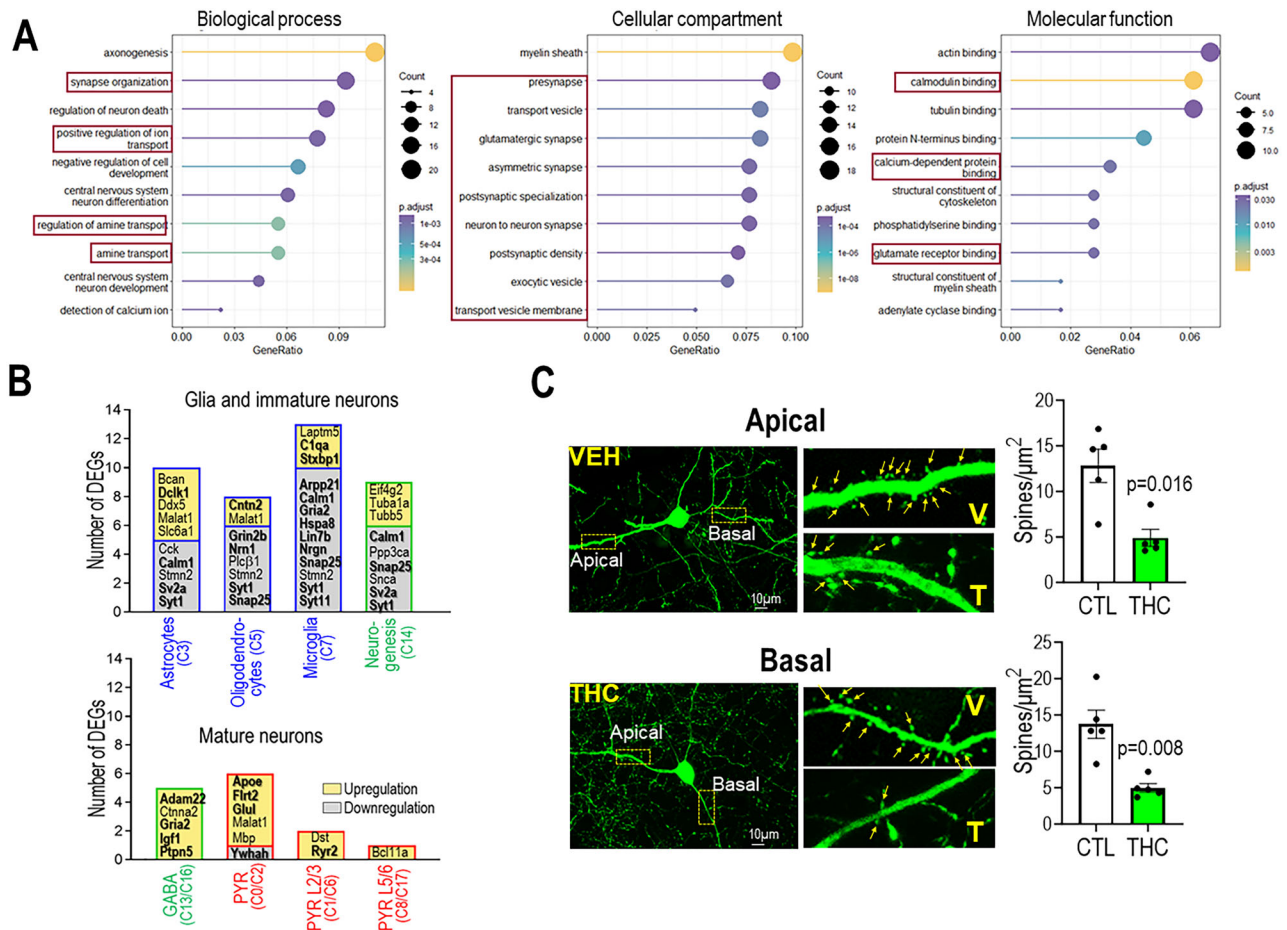 A
Biological process
axonogenesis
synapse organization
regulation of neuron death
positive regulation of ion
transport
negative regulation of cell
development
central nervous system
neuron differentiation
regulation of amine transport
amine transport
central nervous system
neuron development
detection of calcium ion
0.00
0.03
0.06
0.09
GeneRatio
Count
4
8
12
16
20
p.adjust
1e-03
5e-04
3e-04
Cellular compartment
myelin sheath
presynapse
transport vesicle
glutamatergic synapse
asymmetric synapse
postsynaptic specialization
neuron to neuron synapse
postsynaptic density
exocytic vesicle
transport vesicle membrane
0.000
0.025
0.050
0.075
0.100
GeneRatio
Count
10
12
14
16
18
p.adjust
1e-04
1e-06
1e-08
Molecular function
actin binding
calmodulin binding
tubulin binding
protein N-terminus binding
calcium-dependent protein
binding
structural constituent of
cytoskeleton
phosphatidylserine binding
glutamate receptor binding
structural constituent of
myelin sheath
adenylate cyclase binding
0.00
0.02
0.04
0.06
GeneRatio
Count
5.0
7.5
10.0
p.adjust
0.030
0.010
0.003
B
Glia and immature neurons
Number of DEGs
14
12
10
8
6
4
2
0
Bcan
Dclk1
Ddx5
Malat1
Slc6a1
Cck
Calm1
Stmn2
Sv2a
Syt1
Cntn2
Malat1
Grin2b
Nrn1
Plcβ1
Stmn2
Syt1
Snap25
Laptm5
C1qa
Stxbp1
Arpp21
Calm1
Gria2
Hspa8
Lin7b
Nrgn
Snap25
Stmn2
Syt1
Syt11
Eif4g2
Tuba1a
Tubb5
Calm1
Ppp3ca
Snap25
Snca
Sv2a
Syt1
Astrocytes
(C3)
Oligodendro-
cytes (C5)
Microglia
(C7)
Neuro-
genesis
(C14)
Mature neurons
Number of DEGs
14
12
10
8
6
4
2
0
Upregulation
Downregulation
Adam22
Ctnna2
Gria2
Igf1
Ptpn5
Apoe
Flrt2
Glul
Malat1
Mbp
Ywhah
Dst
Ryr2
Bcl11a
GABA
(C13/C16)
PYR
(C0/C2)
PYR L2/3
(C1/C6)
PYR L5/6
(C8/C17)
C
Apical
VEH
Apical
Basal
10μm
V
T
Spines/μm2
20
15
10
5
0
p=0.016
CTL
THC
Basal
THC
Apical
Basal
10μm
V
T
Spines/μm2
25
20
15
10
5
0
p=0.008
CTL
THC